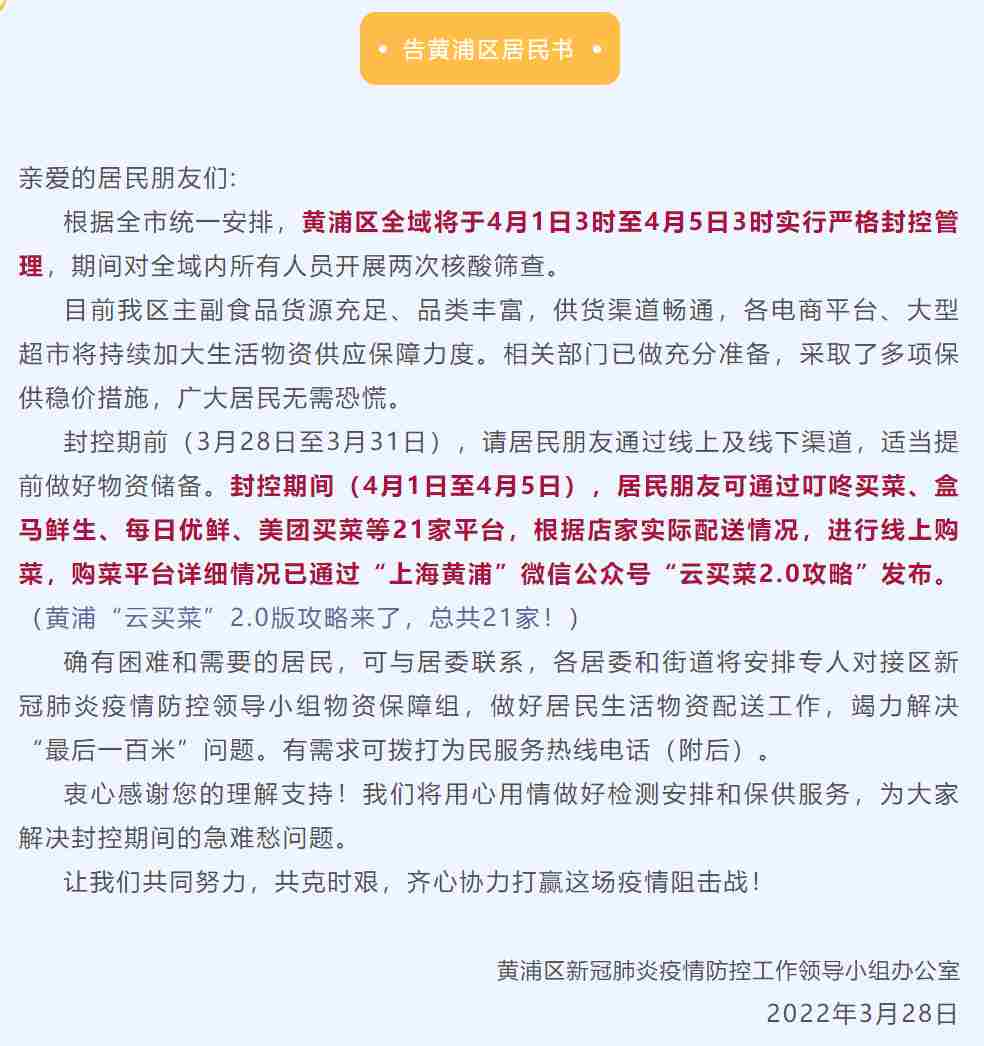 • 告黄浦区居民书 •
亲爱的居民朋友们：
根据全市统一安排，黄浦区全域将于4月1日3时至4月5日3时实行严格封控管
理，期间对全域内所有人员开展两次核酸筛查。
目前我区主副食品货源充足、品类丰富，供货渠道畅通，各电商平台、大型
超市将持续加大生活物资供应保障力度。相关部门已做充分准备，采取了多项保
供稳价措施，广大居民无需恐慌。
封控期前（3月28日至3月31日），请居民朋友通过线上及线下渠道，适当提
前做好物资储备。封控期间（4月1日至4月5日），居民朋友可通过叮咚买菜、盒
马鲜生、每日优鲜、美团买菜等21家平台，根据店家实际配送情况，进行线上购
菜，购菜平台详细情况已通过“上海黄浦”微信公众号“云买菜2.0攻略”发布。
（黄浦“云买菜”2.0版攻略来了，总共21家！）
确有困难和需要的居民，可与居委联系，各居委和街道将安排专人对接区新
冠肺炎疫情防控领导小组物资保障组，做好居民生活物资配送工作，竭力解决
“最后一百米”问题。有需求可拨打为民服务热线电话（附后）。
衷心感谢您的理解支持！我们将用心用情做好检测安排和保供服务，为大家
解决封控期间的急难愁问题。
让我们共同努力，共克时艰，齐心协力打赢这场疫情阻击战！
黄浦区新冠肺炎疫情防控工作领导小组办公室
2022年3月28日